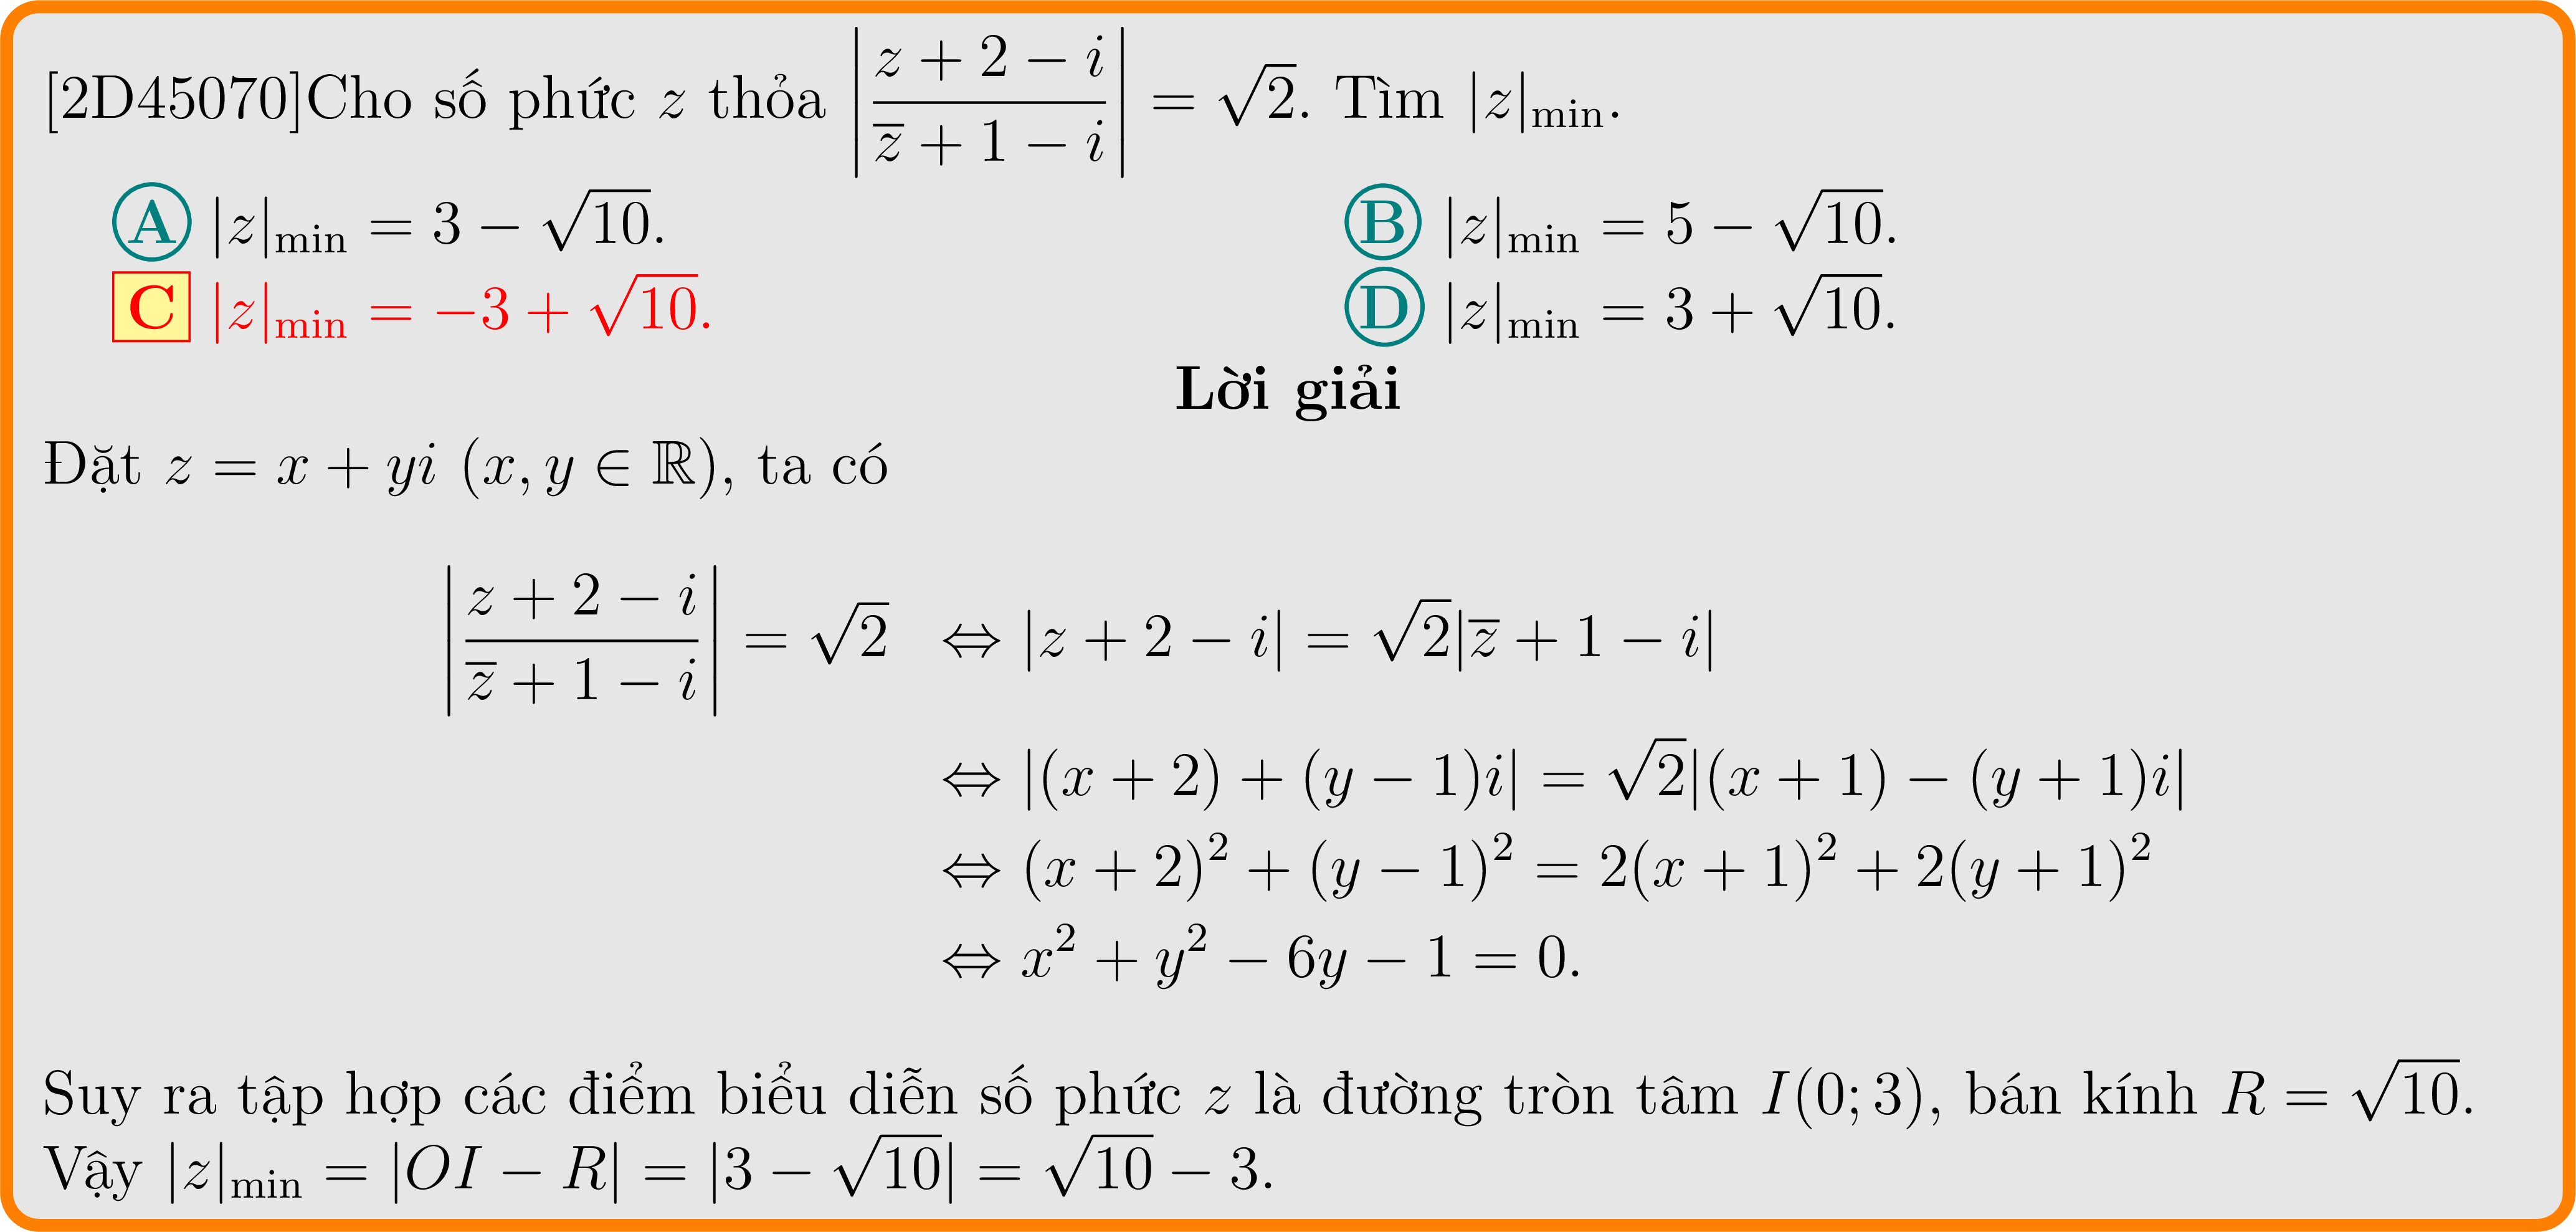 [2D45070]Cho số phức $z$ thỏa $\left|\dfrac{z+2-i}{\overline{z}+1-i}\right| = \sqrt{2}$. Tìm $|z|_{\min}$.
A $|z|_{\min} = 3 - \sqrt{10}$. B $|z|_{\min} = 5 - \sqrt{10}$.
C $|z|_{\min} = -3 + \sqrt{10}$. D $|z|_{\min} = 3 + \sqrt{10}$.
Lời giải
Đặt $z = x + yi$ $(x, y \in \mathbb{R})$, ta có
$\left|\dfrac{z+2-i}{\overline{z}+1-i}\right| = \sqrt{2} \Leftrightarrow |z+2-i| = \sqrt{2}|\overline{z}+1-i|$
$\Leftrightarrow |(x+2)+(y-1)i| = \sqrt{2}|(x+1)-(y+1)i|$
$\Leftrightarrow (x+2)^2+(y-1)^2 = 2(x+1)^2+2(y+1)^2$
$\Leftrightarrow x^2+y^2-6y-1=0$.
Suy ra tập hợp các điểm biểu diễn số phức $z$ là đường tròn tâm $I(0;3)$, bán kính $R = \sqrt{10}$.
Vậy $|z|_{\min} = |OI - R| = |3 - \sqrt{10}| = \sqrt{10} - 3$.